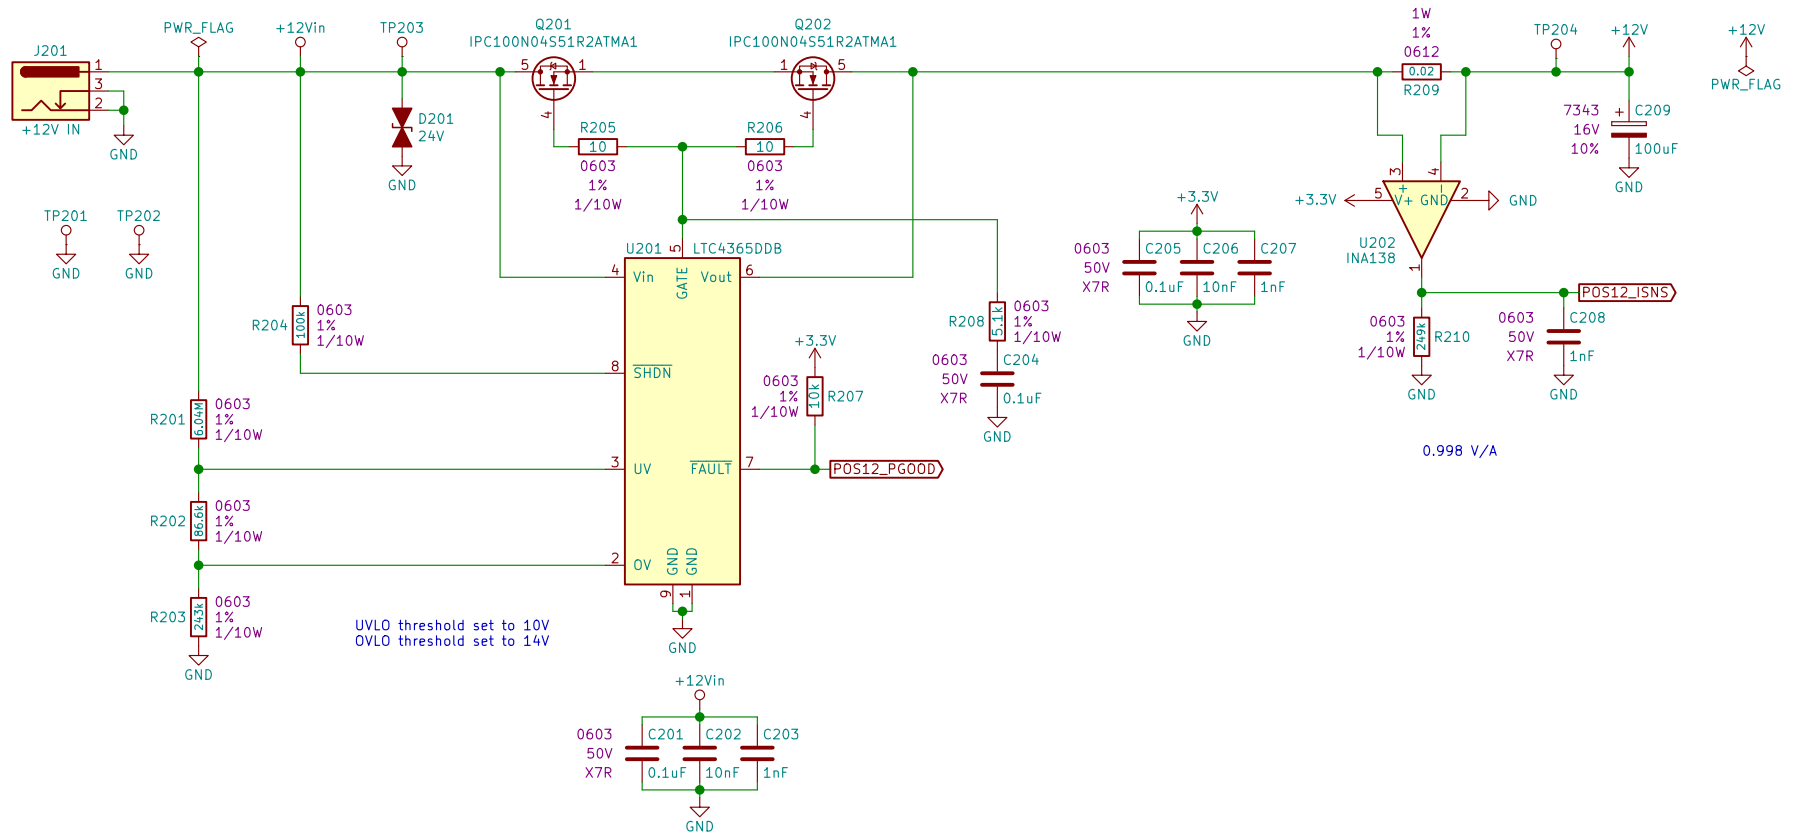 PWR_FLAG
+12Vin
TP203
Q201
IPC100N04S51R2ATMA1
Q202
IPC100N04S51R2ATMA1
1W
1%
0612
0.02
R209
TP204
+12V
+12V
PWR_FLAG
J201
1
3
2
+12V IN
GND
5
1
4
1
5
4
D201
24V
GND
R205
10
0603
1%
1/10W
R206
10
0603
1%
1/10W
7343
16V
10%
+
C209
100uF
GND
TP201
GND
TP202
GND
3
4
+
-
+3.3V
5
V+
GND
2
GND
U202
INA138
1
POS12_ISNS
0603
1%
1/10W
249k
R210
GND
0603
50V
X7R
C208
1nF
GND
0.998 V/A
+3.3V
0603
50V
X7R
C205
0.1uF
C206
10nF
C207
1nF
GND
U201
LTC4365DDB
5
GATE
4
Vin
Vout
6
8
SHDN
3
UV
FAULT
7
2
OV
GND
GND
9
1
GND
R204
100k
0603
1%
1/10W
R208
5.1k
0603
1%
1/10W
0603
50V
X7R
C204
0.1uF
GND
+3.3V
0603
1%
1/10W
10k
R207
POS12_PGOOD
R201
6.04M
0603
1%
1/10W
R202
86.6k
0603
1%
1/10W
R203
243k
0603
1%
1/10W
GND
UVLO threshold set to 10V
OVLO threshold set to 14V
+12Vin
0603
50V
X7R
C201
0.1uF
C202
10nF
C203
1nF
GND